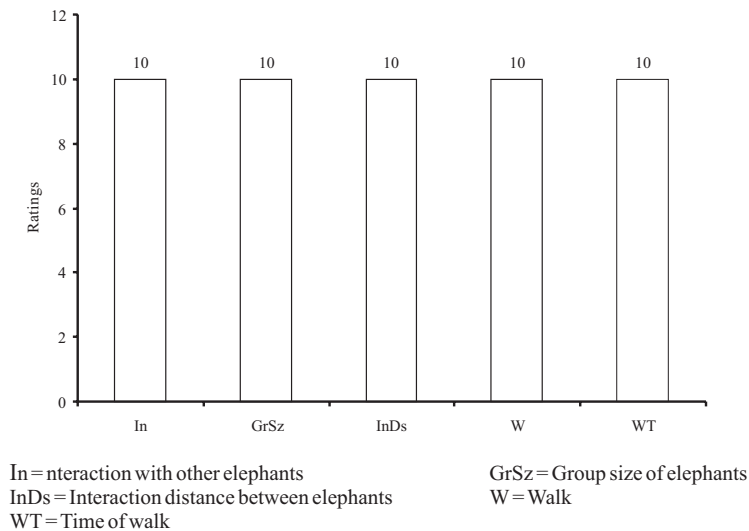 12
10 10 10 10 10
10
8
Ratings
6
4
2
0
In GrSz InDs W WT
In = nteraction with other elephants GrSz = Group size of elephants
InDs = Interaction distance between elephants W = Walk
WT = Time of walk